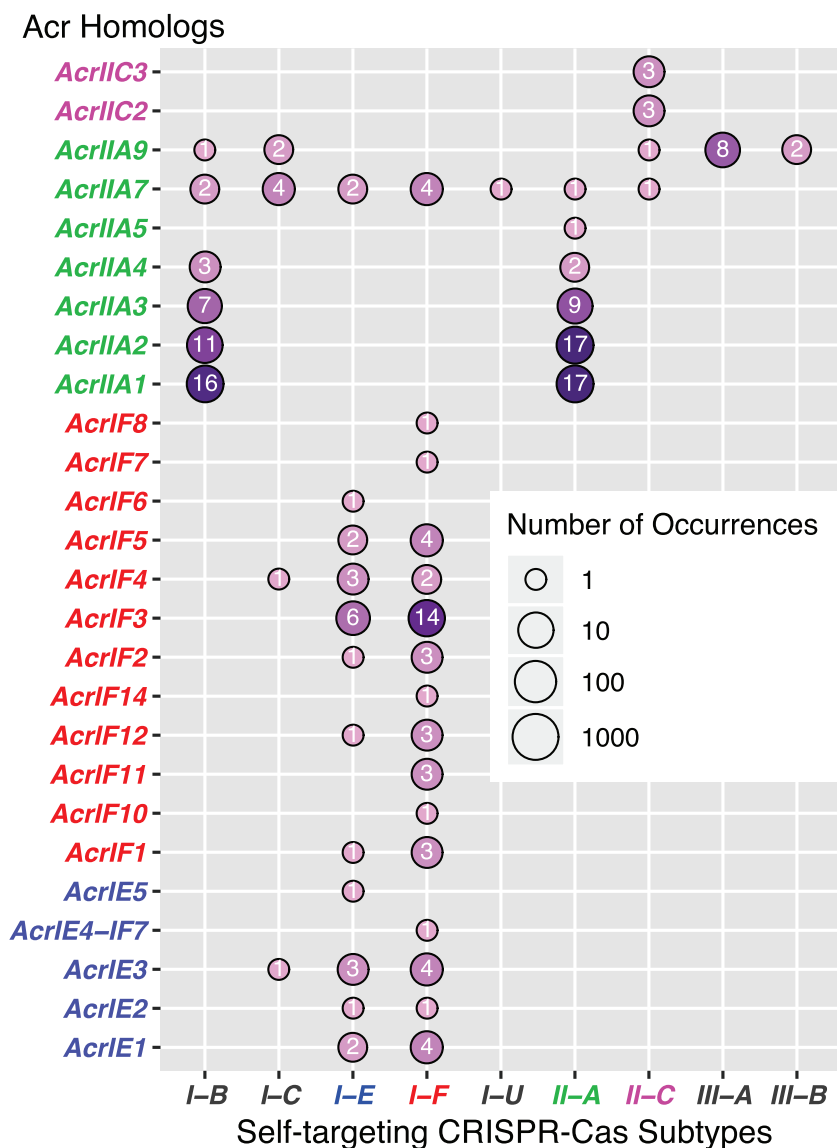 Acr Homologs
AcrIIC3 3
AcrIIC2 3
AcrIIA9 1 2 1 8 2
AcrIIA7 2 4 2 4 1 1 1
AcrIIA5 1
AcrIIA4 3 2
AcrIIA3 7 9
AcrIIA2 11 17
AcrIIA1 16 17
AcrIF8 1
AcrIF7 1
AcrIF6 1
AcrIF5 2 4
AcrIF4 1 3 2
AcrIF3 6 14
AcrIF2 1 3
AcrIF14 1
AcrIF12 1 3
AcrIF11 3
AcrIF10 1
AcrIF1 1 3
AcrIE5 1
AcrIE4–IF7 1
AcrIE3 1 3 4
AcrIE2 1 1
AcrIE1 2 4
Number of Occurrences
1
10
100
1000
I–B I–C I–E I–F I–U II–A II–C III–A III–B
Self-targeting CRISPR-Cas Subtypes